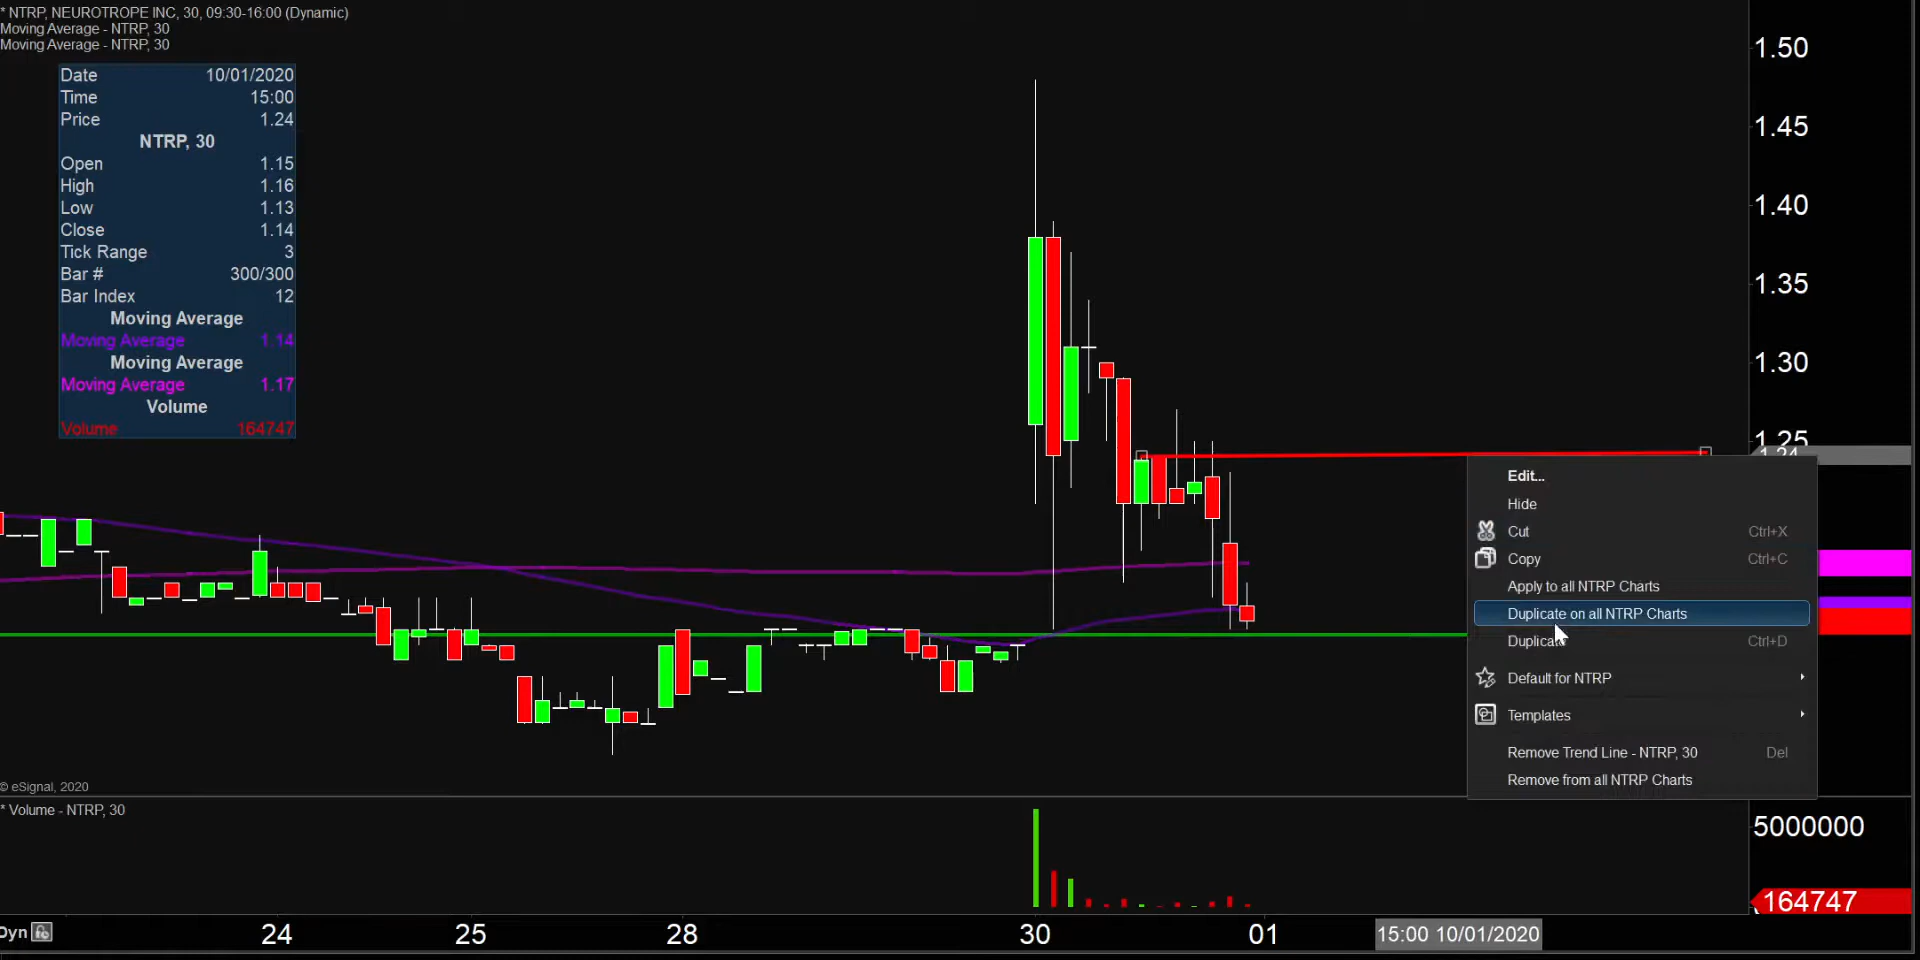 * NTRP, NEUROTROPE INC, 30, 09:30-16:00 (Dynamic)
Moving Average - NTRP, 30
Moving Average - NTRP, 30
Date 10/01/2020
Time 15:00
Price 1.24
NTRP, 30
Open 1.15
High 1.16
Low 1.13
Close 1.14
Tick Range 3
Bar # 300/300
Bar Index 12
Moving Average
Moving Average 1.14
Moving Average
Moving Average 1.17
Volume
Volume 164747
1.50
1.45
1.40
1.35
1.30
1.25
1.24
Edit...
Hide
Cut Ctrl+X
Copy Ctrl+C
Apply to all NTRP Charts
Duplicate on all NTRP Charts
Duplicate Ctrl+D
Default for NTRP
Templates
Remove Trend Line - NTRP, 30 Del
Remove from all NTRP Charts
© eSignal, 2020
* Volume - NTRP, 30
5000000
164747
Dyn
24 25 28 30 01 15:00 10/01/2020